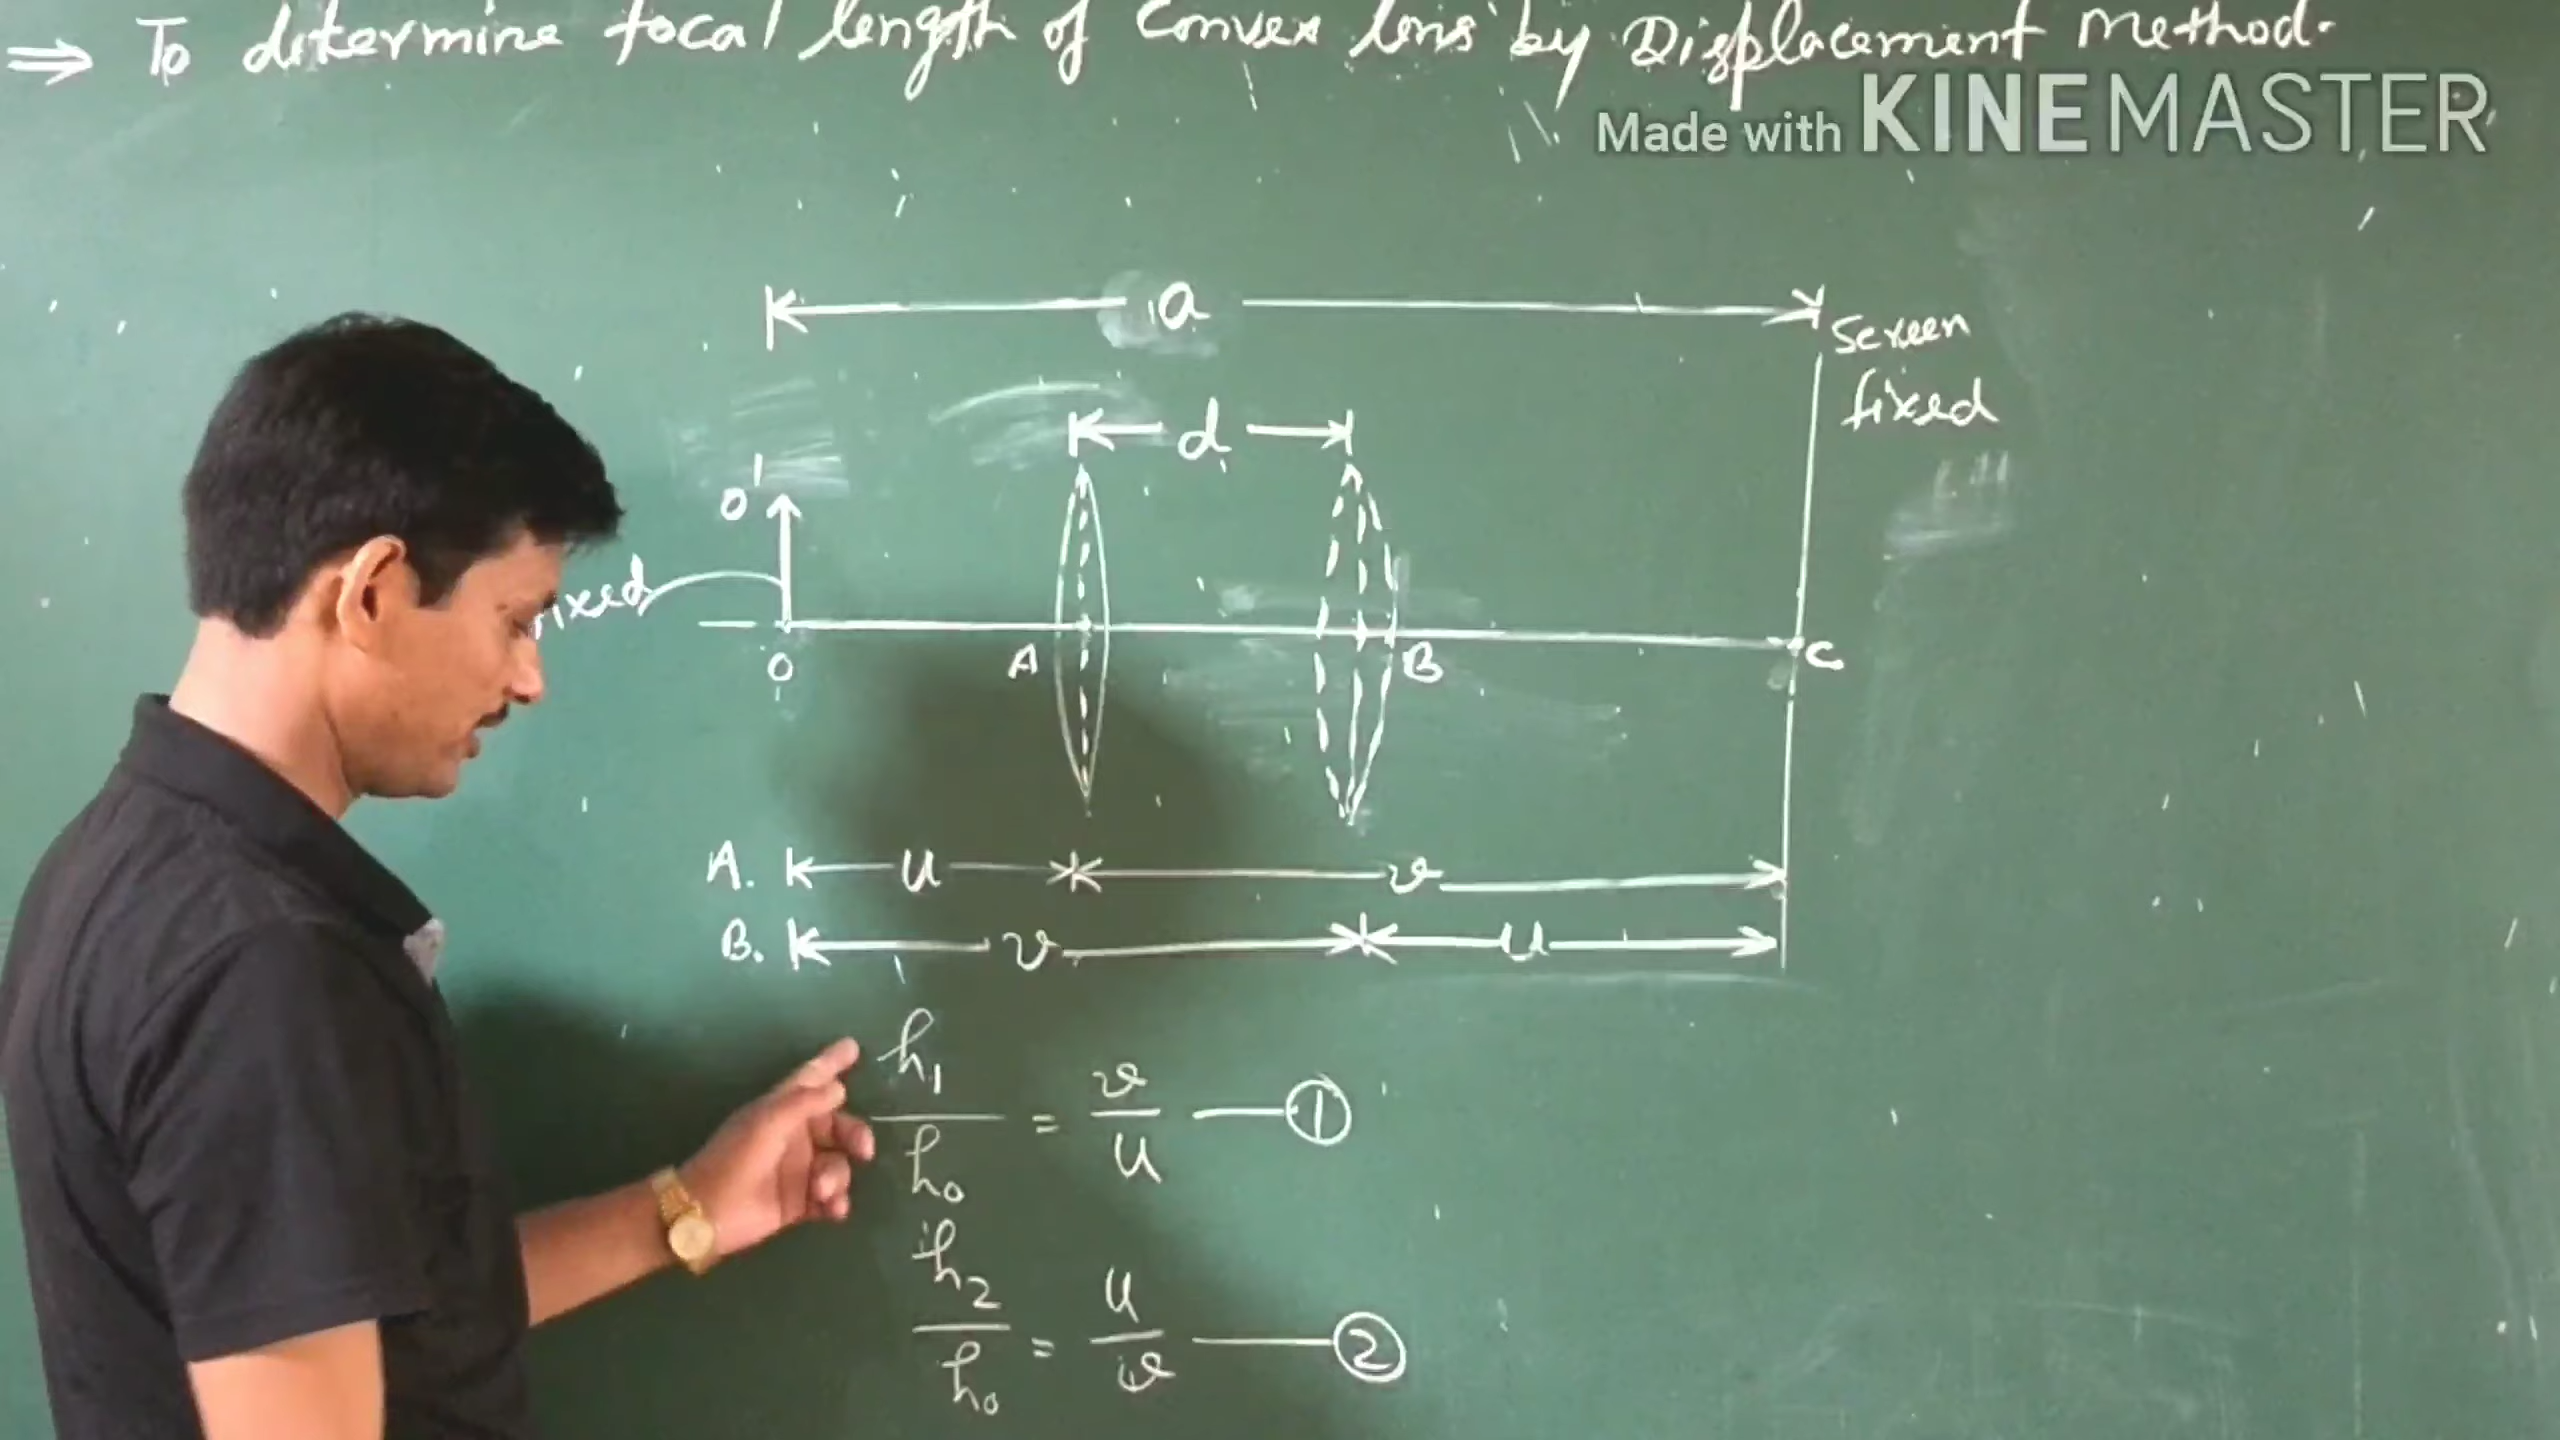 ⇒ To determine focal length of Convex lens by Displacement Method.
Made with KINEMASTER
a
Screen
fixed
d
O'
fixed
O A B C
A. u v
B. v u
h₁/h₀ = v/u — ①
h₂/h₀ = u/v — ②